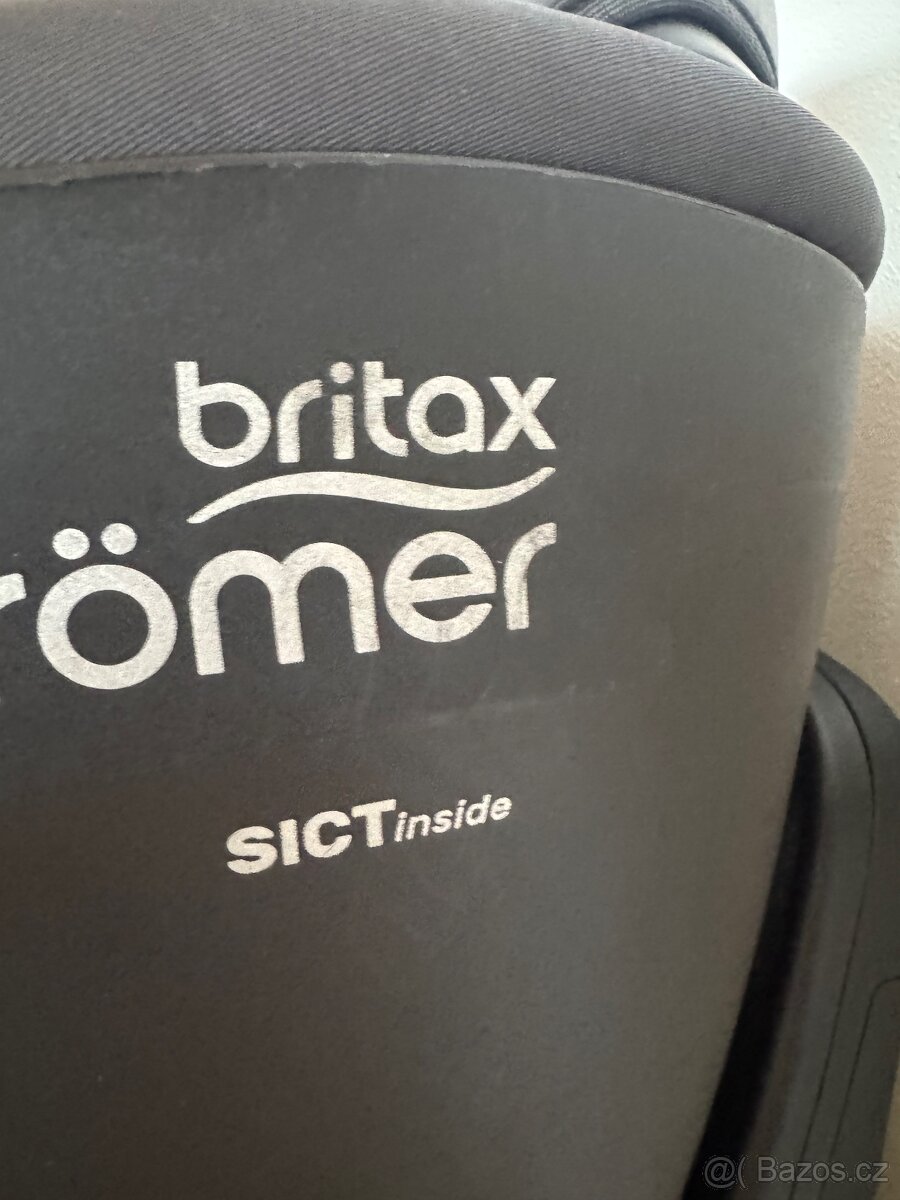 britax
römer
SICTinside
@( Bazos.cz